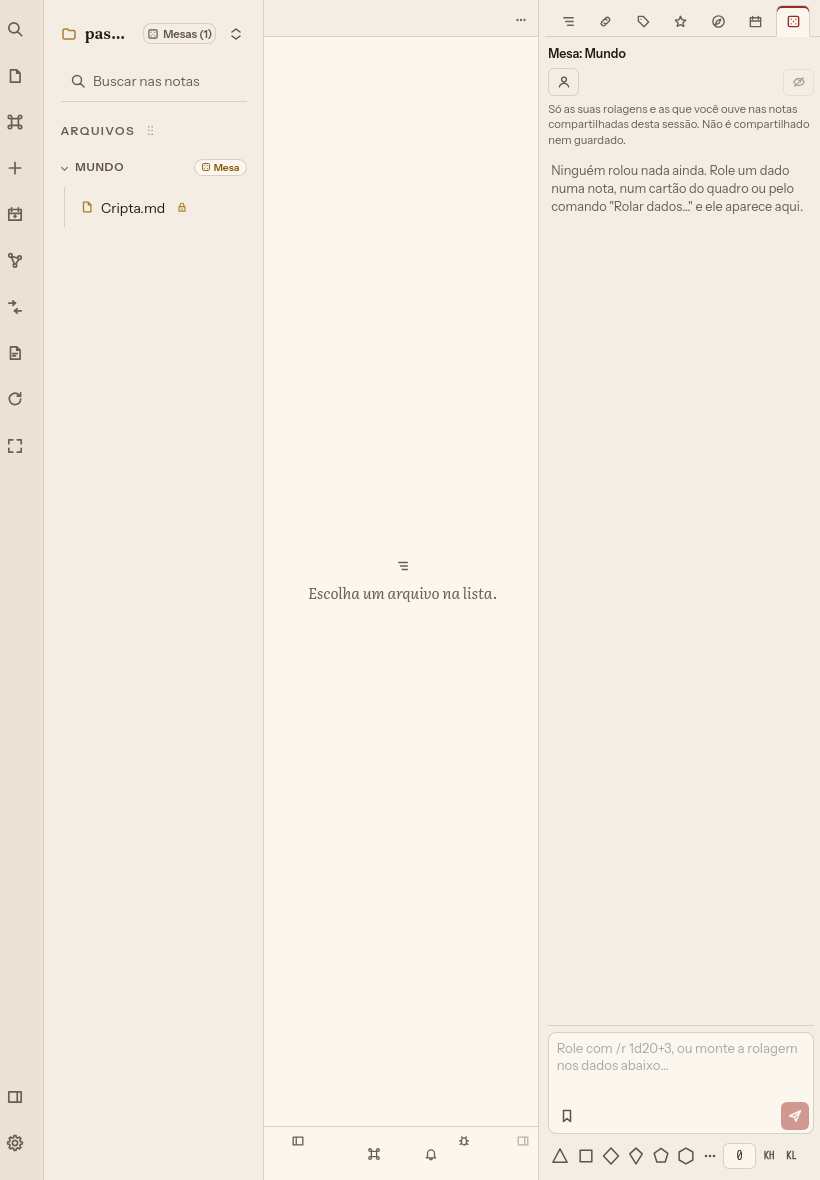 pas...
Mesas (1)
Buscar nas notas
ARQUIVOS
MUNDO
Mesa
Cripta.md
Escolha um arquivo na lista.
Mesa: Mundo
Só as suas rolagens e as que você ouve nas notas
compartilhadas desta sessão. Não é compartilhado
nem guardado.
Ninguém rolou nada ainda. Role um dado
numa nota, num cartão do quadro ou pelo
comando "Rolar dados…" e ele aparece aqui.
Role com /r 1d20+3, ou monte a rolagem
nos dados abaixo…
0
KH
KL